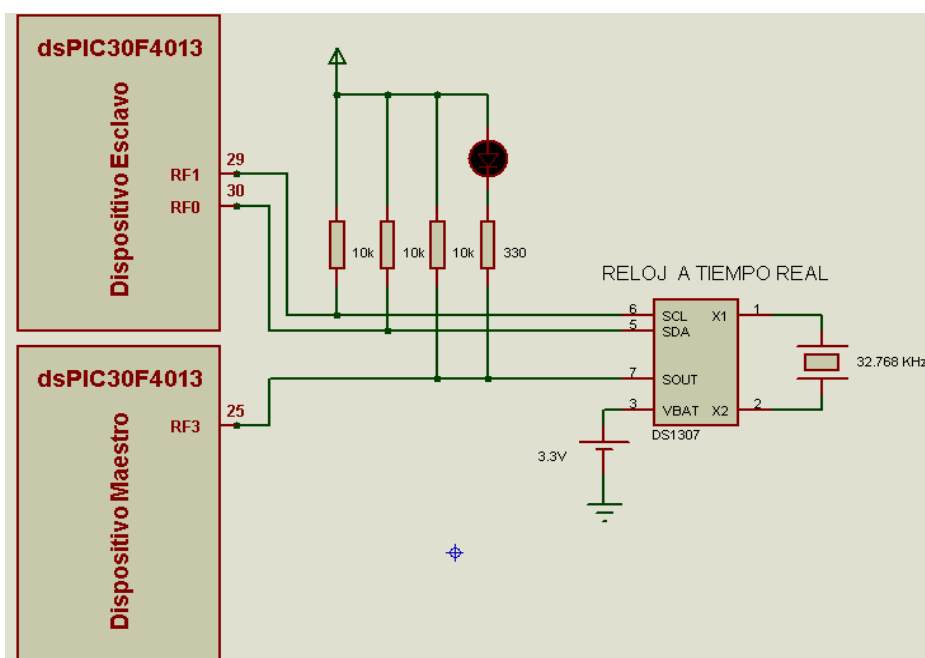 dsPIC30F4013
Dispositivo Esclavo
RF1
29
RF0
30
10k
10k
10k
330
RELOJ A TIEMPO REAL
6
SCL
X1
1
5
SDA
7
SOUT
3
VBAT
X2
2
DS1307
32.768 KHz
3.3V
dsPIC30F4013
Dispositivo Maestro
RF3
25